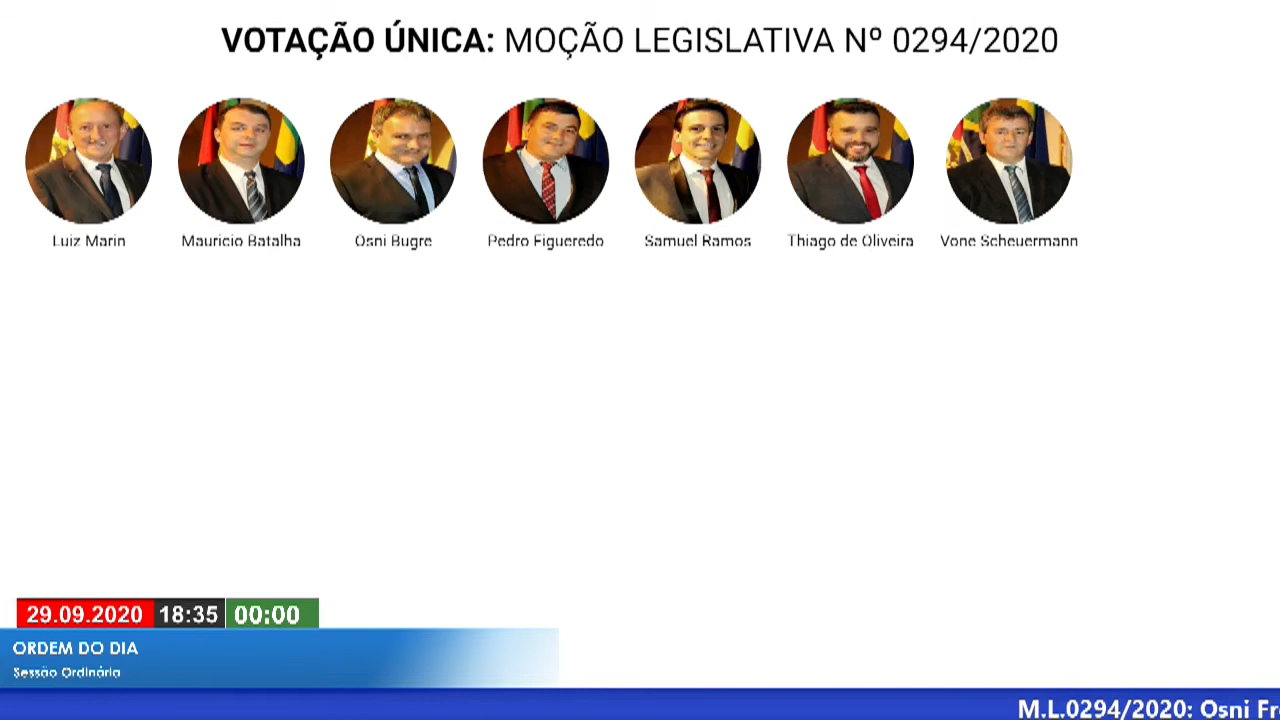 VOTAÇÃO ÚNICA: MOÇÃO LEGISLATIVA Nº 0294/2020
Luiz Marin
Mauricio Batalha
Osni Bugre
Pedro Figueredo
Samuel Ramos
Thiago de Oliveira
Vone Scheuermann
29.09.2020 18:35 00:00
ORDEM DO DIA
Sessão Ordinária
M.L.0294/2020: Osni Fr